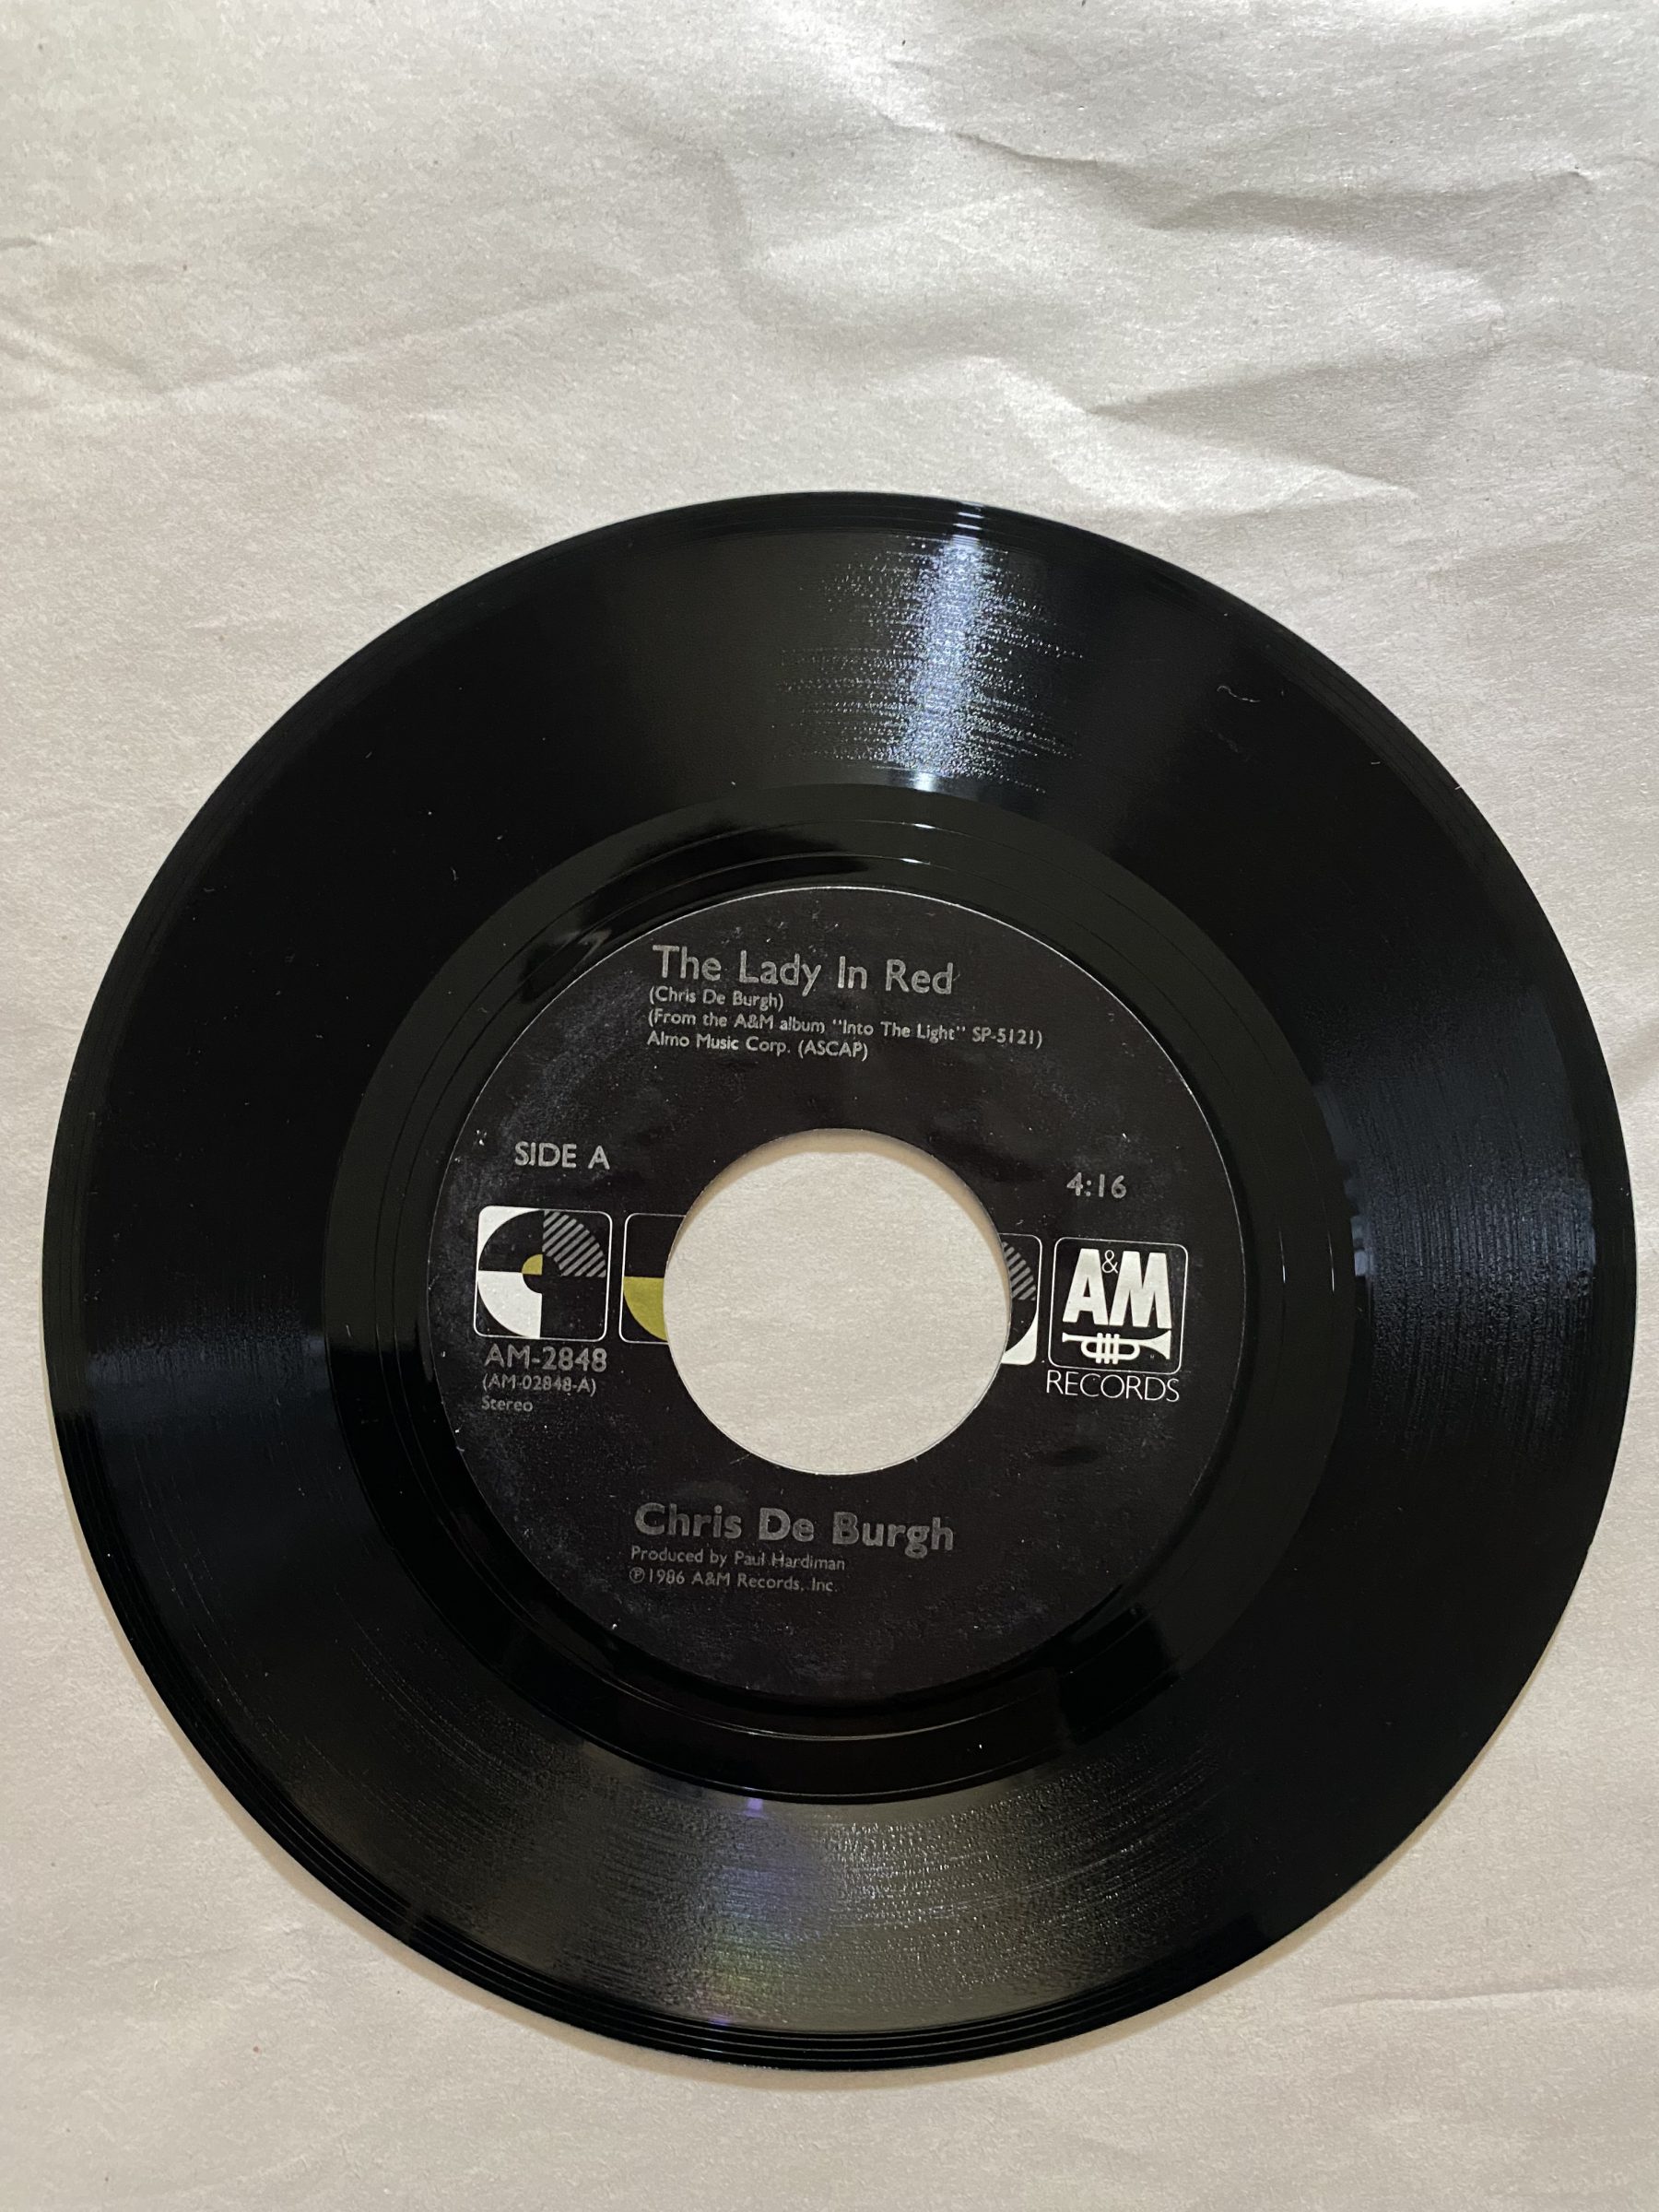 The Lady In Red
(Chris De Burgh)
(From the A&M album "Into The Light" SP-5121)
Almo Music Corp. (ASCAP)
SIDE A
4:16
A&M
RECORDS
AM-2848
(AM-02848-A)
Stereo
Chris De Burgh
Produced by Paul Hardiman
℗1986 A&M Records, Inc.